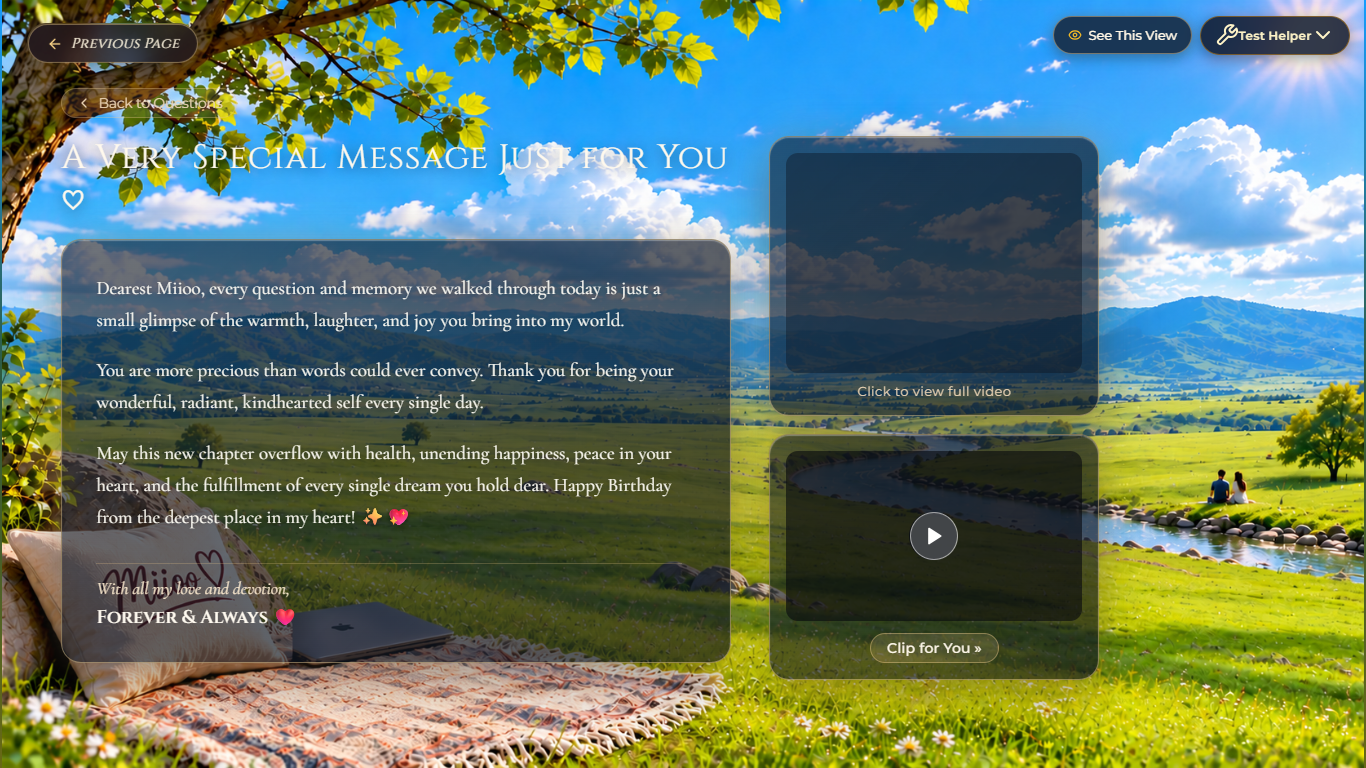 ← Previous Page
See This View
Test Helper
Back to Questions
A Very Special Message Just for You
♡
Dearest Miioo, every question and memory we walked through today is just a
small glimpse of the warmth, laughter, and joy you bring into my world.
You are more precious than words could ever convey. Thank you for being your
wonderful, radiant, kindhearted self every single day.
May this new chapter overflow with health, unending happiness, peace in your
heart, and the fulfillment of every single dream you hold dear. Happy Birthday
from the deepest place in my heart! ✨ 💖
Miioo♡
With all my love and devotion,
Forever & Always 💖
Click to view full video
Clip for You »